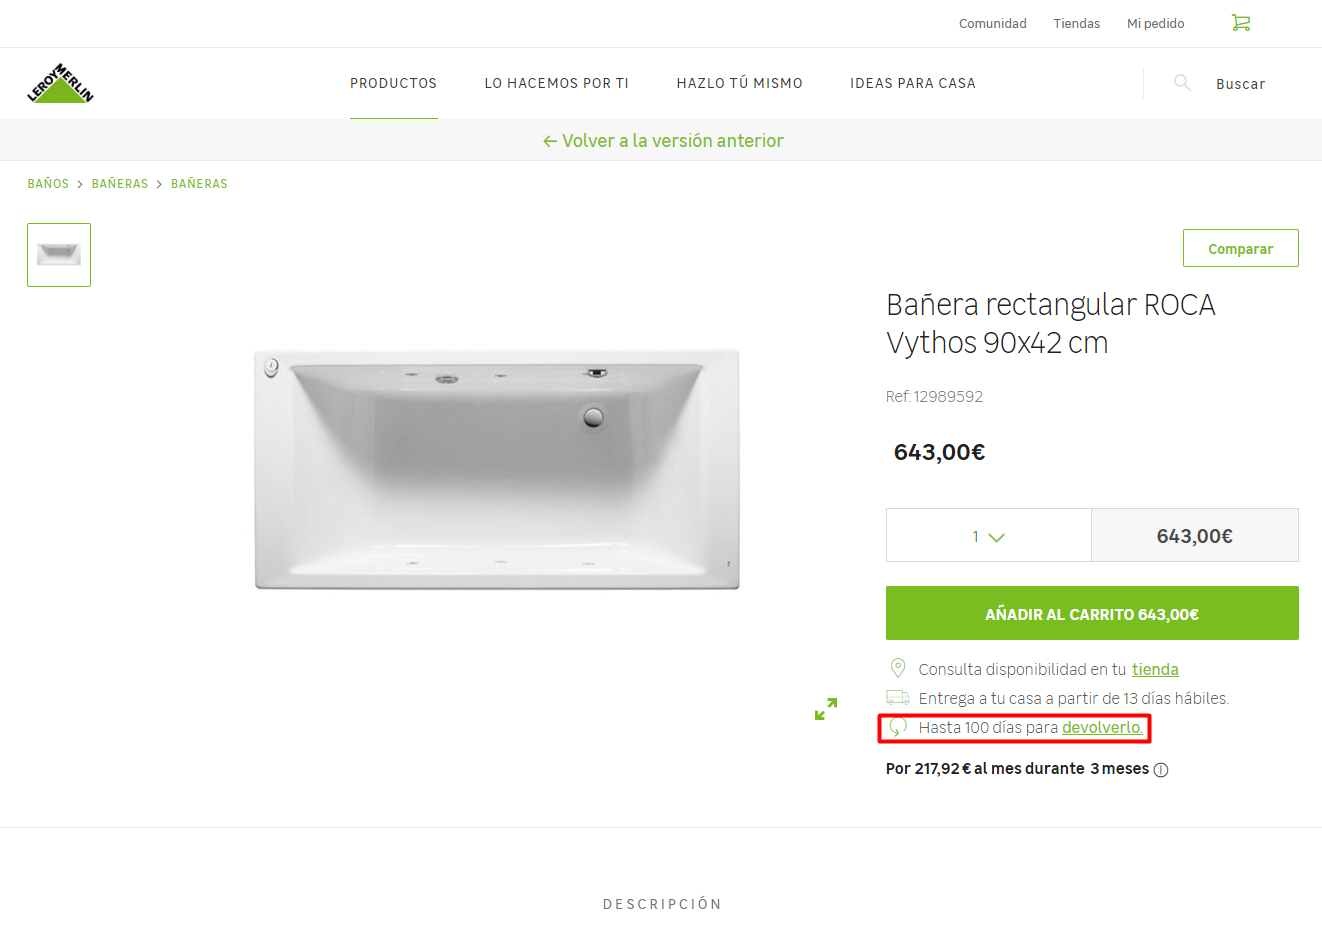 Comunidad Tiendas Mi pedido
LEROY MERLIN
PRODUCTOS LO HACEMOS POR TI HAZLO TÚ MISMO IDEAS PARA CASA Buscar
← Volver a la versión anterior
BAÑOS > BAÑERAS > BAÑERAS
Comparar
Bañera rectangular ROCA
Vythos 90x42 cm
Ref: 12989592
643,00€
1 643,00€
AÑADIR AL CARRITO 643,00€
Consulta disponibilidad en tu tienda
Entrega a tu casa a partir de 13 días hábiles.
Hasta 100 días para devolverlo.
Por 217,92 € al mes durante 3 meses
DESCRIPCIÓN